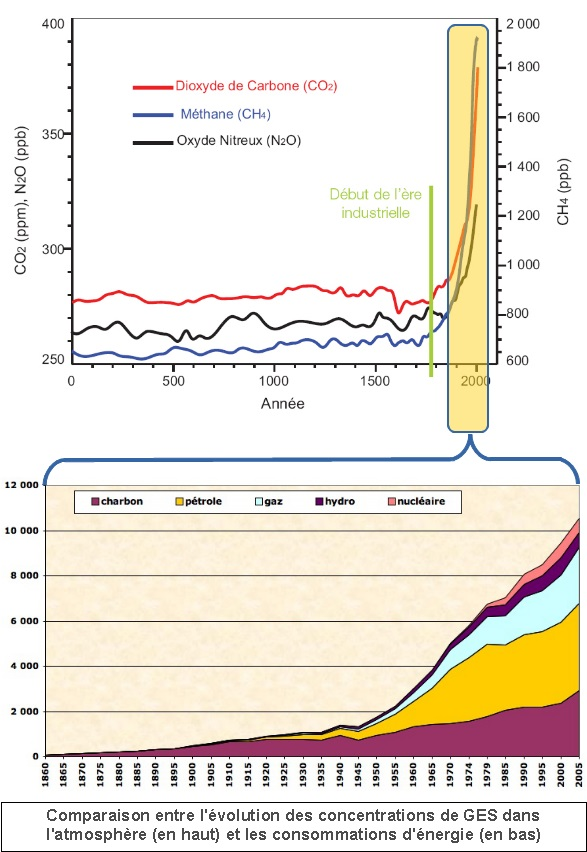 400
350
300
250
CO2 (ppm), N2O (ppb)
2 000
1 800
1 600
1 400
1 200
1 000
800
600
CH4 (ppb)
Dioxyde de Carbone (CO2)
Méthane (CH4)
Oxyde Nitreux (N2O)
Début de l'ère
industrielle
0 500 1000 1500 2000
Année
12 000
10 000
8 000
6 000
4 000
2 000
0
charbon pétrole gaz hydro nucléaire
1860 1865 1870 1875 1880 1885 1890 1895 1900 1905 1910 1915 1920 1925 1930 1935 1940 1945 1950 1955 1960 1965 1970 1974 1979 1985 1990 1995 2000 2005
Comparaison entre l'évolution des concentrations de GES dans
l'atmosphère (en haut) et les consommations d'énergie (en bas)